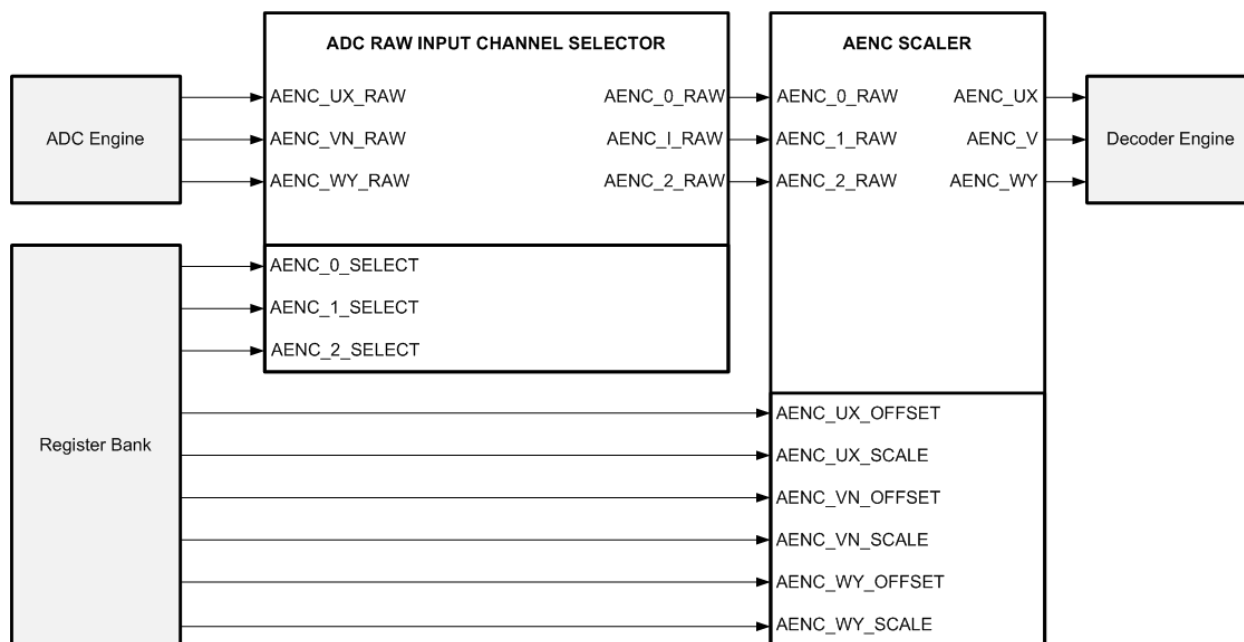 ADC RAW INPUT CHANNEL SELECTOR
AENC SCALER
ADC Engine
AENC_UX_RAW
AENC_0_RAW
AENC_0_RAW
AENC_UX
AENC_VN_RAW
AENC_I_RAW
AENC_1_RAW
AENC_V
AENC_WY_RAW
AENC_2_RAW
AENC_2_RAW
AENC_WY
Decoder Engine
Register Bank
AENC_0_SELECT
AENC_1_SELECT
AENC_2_SELECT
AENC_UX_OFFSET
AENC_UX_SCALE
AENC_VN_OFFSET
AENC_VN_SCALE
AENC_WY_OFFSET
AENC_WY_SCALE